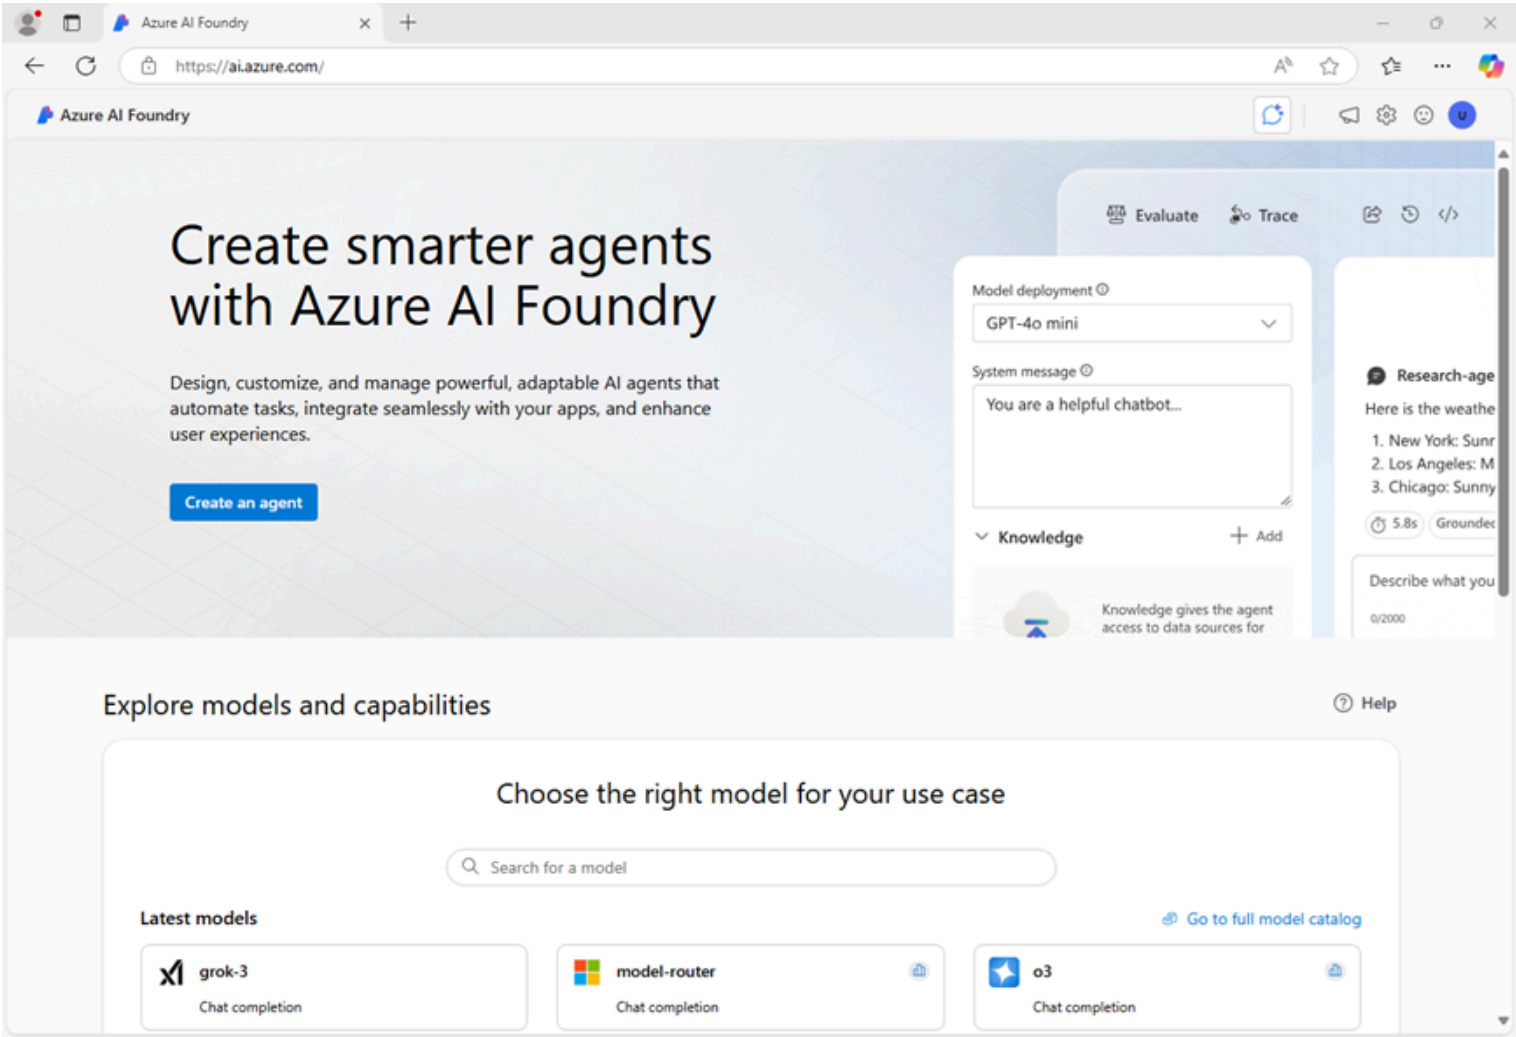 Azure AI Foundry
https://ai.azure.com/
Azure AI Foundry
U
Create smarter agents
with Azure AI Foundry
Design, customize, and manage powerful, adaptable AI agents that
automate tasks, integrate seamlessly with your apps, and enhance
user experiences.
Create an agent
Evaluate
Trace
Model deployment
GPT-4o mini
System message
You are a helpful chatbot...
Knowledge
Add
Knowledge gives the agent
access to data sources for
Research-age
Here is the weathe
1. New York: Sunr
2. Los Angeles: M
3. Chicago: Sunny
5.8s
Grounded
Describe what you
0/2000
Explore models and capabilities
Help
Choose the right model for your use case
Search for a model
Latest models
Go to full model catalog
grok-3
Chat completion
model-router
Chat completion
o3
Chat completion